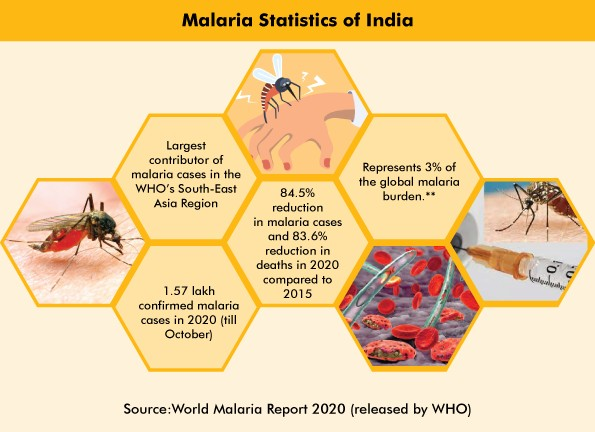 Malaria Statistics of India
Largest
contributor of
malaria cases in the
WHO's South-East
Asia Region
Represents 3% of
the global malaria
burden.**
84.5%
reduction
in malaria cases
and 83.6%
reduction in
deaths in 2020
compared to
2015
1.57 lakh
confirmed malaria
cases in 2020 (till
October)
Source:World Malaria Report 2020 (released by WHO)